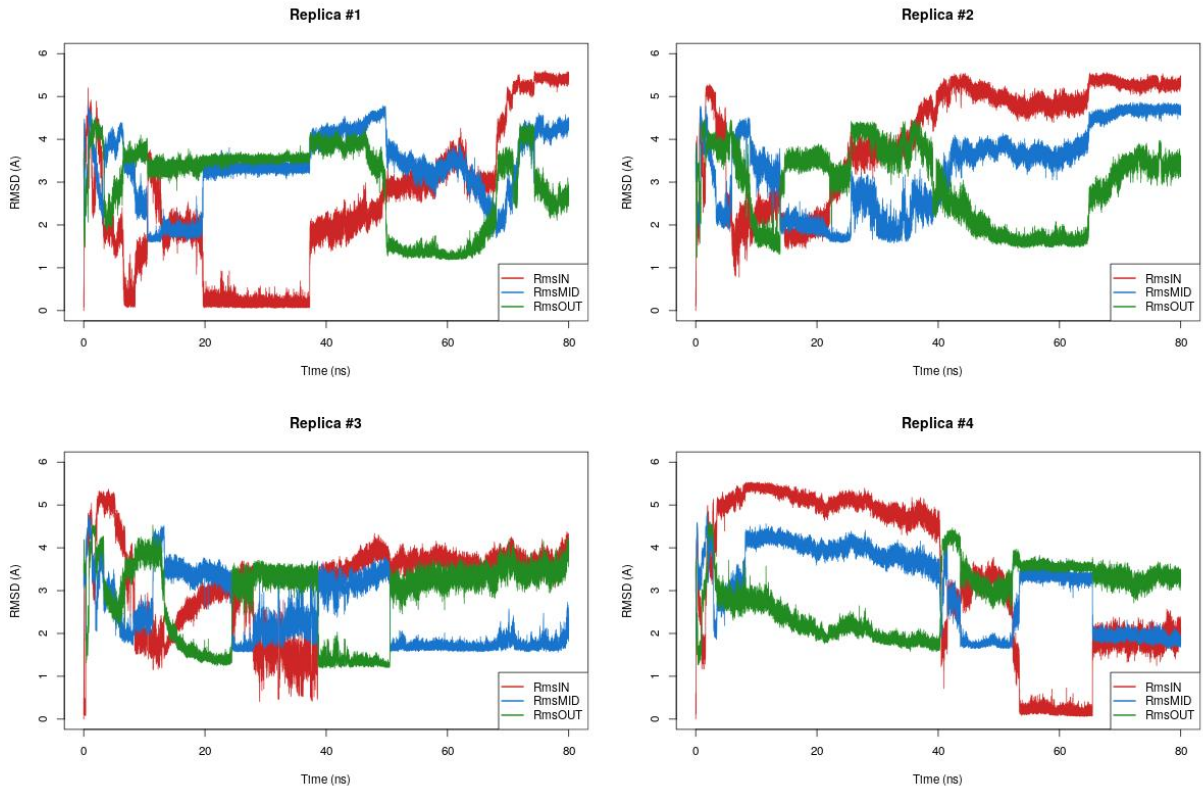 Replica #1
RMSD (A)
6
5
4
3
2
1
0
RmsIN
RmsMID
RmsOUT
0 20 40 60 80
Time (ns)
Replica #2
RMSD (A)
6
5
4
3
2
1
0
RmsIN
RmsMID
RmsOUT
0 20 40 60 80
Time (ns)
Replica #3
RMSD (A)
6
5
4
3
2
1
0
RmsIN
RmsMID
RmsOUT
0 20 40 60 80
Time (ns)
Replica #4
RMSD (A)
6
5
4
3
2
1
0
RmsIN
RmsMID
RmsOUT
0 20 40 60 80
Time (ns)